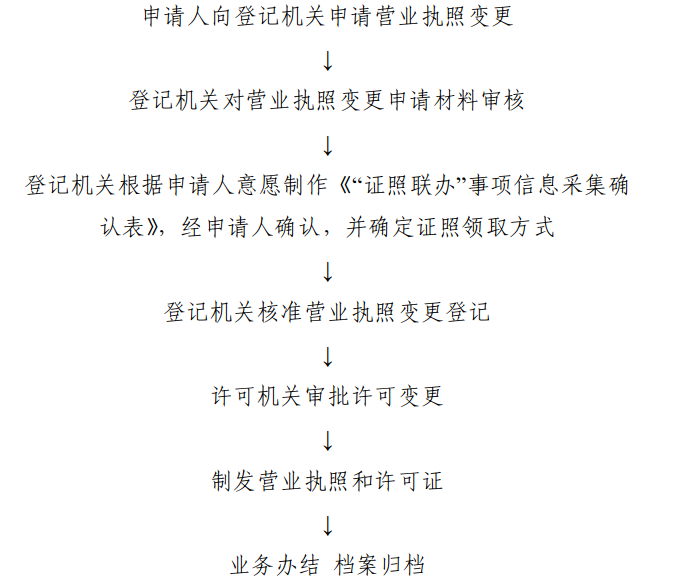 申请人向登记机关申请营业执照变更
↓
登记机关对营业执照变更申请材料审核
↓
登记机关根据申请人意愿制作《“证照联办”事项信息采集确
认表》，经申请人确认，并确定证照领取方式
↓
登记机关核准营业执照变更登记
↓
许可机关审批许可变更
↓
制发营业执照和许可证
↓
业务办结 档案归档